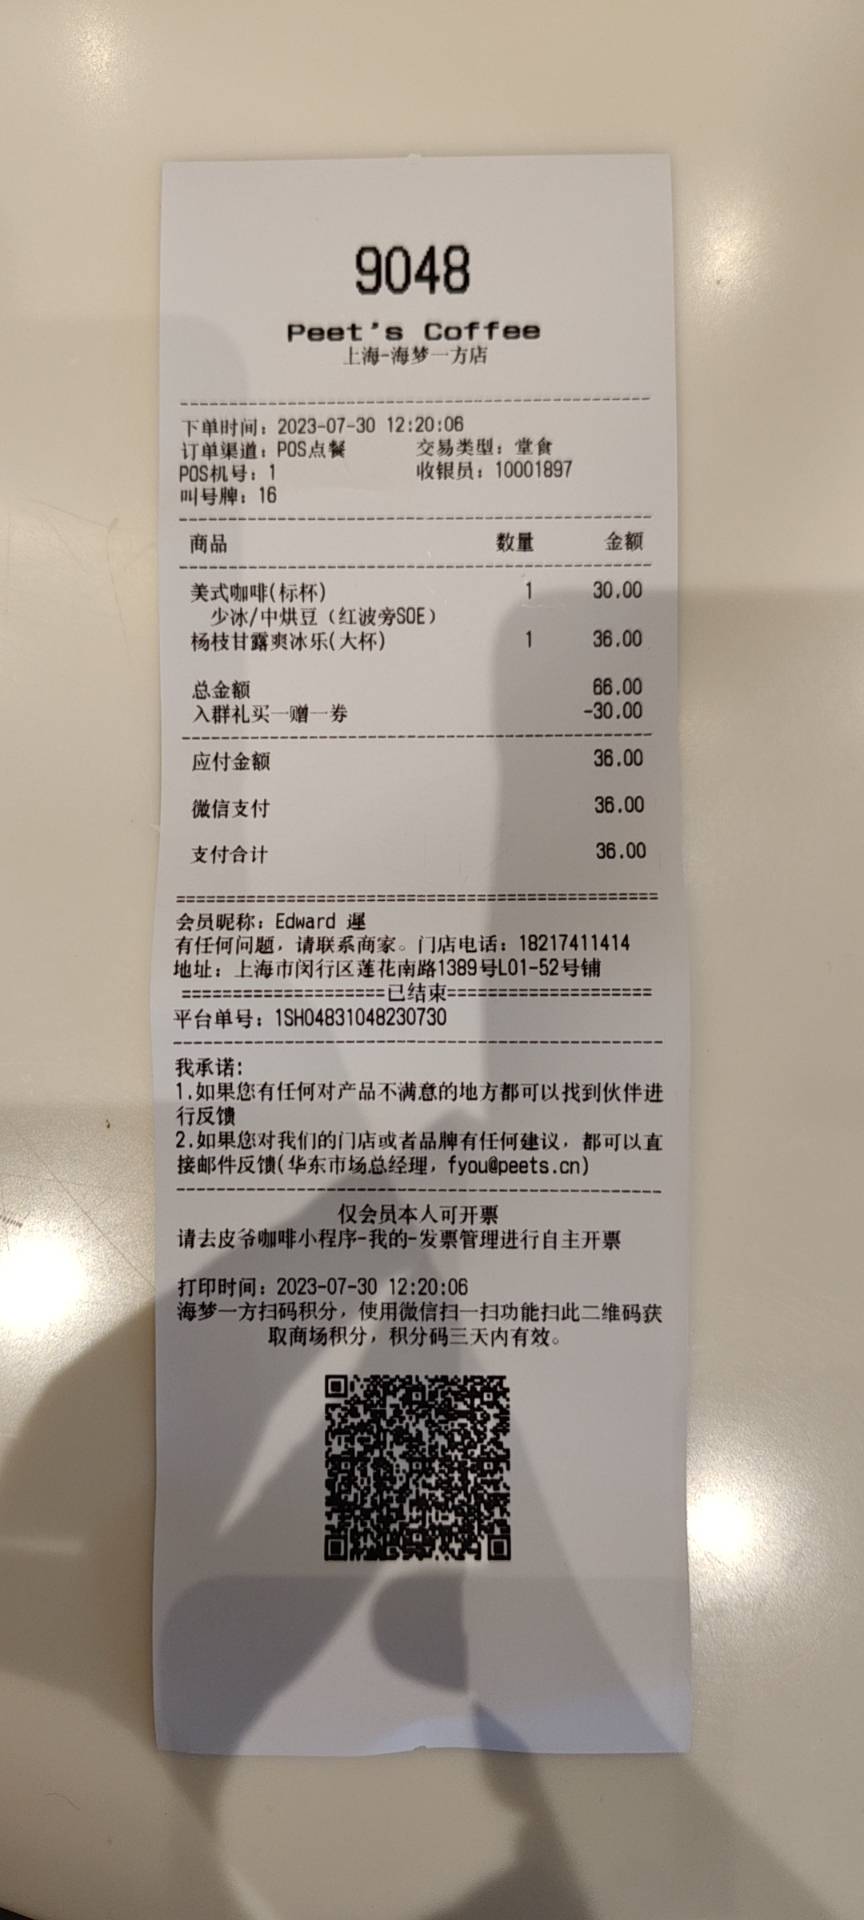 9048
Peet's Coffee
上海-海梦一方店
下单时间：2023-07-30 12:20:06
订单渠道：POS点餐 交易类型：堂食
POS机号：1 收银员：10001897
叫号牌：16
商品 数量 金额
美式咖啡(标杯) 1 30.00
少冰/中烘豆（红波旁SOE）
杨枝甘露爽冰乐(大杯) 1 36.00
总金额 66.00
入群礼买一赠一券 -30.00
应付金额 36.00
微信支付 36.00
支付合计 36.00
会员昵称：Edward
有任何问题，请联系商家。门店电话：18217411414
地址：上海市闵行区莲花南路1389号L01-52号铺
====================已结束====================
平台单号：1SH04831048230730
我承诺:
1.如果您有任何对产品不满意的地方都可以找到伙伴进
行反馈
2.如果您对我们的门店或者品牌有任何建议，都可以直
接邮件反馈(华东市场总经理，fyou@peets.cn)
仅会员本人可开票
请去皮爷咖啡小程序-我的-发票管理进行自主开票
打印时间：2023-07-30 12:20:06
海梦一方扫码积分，使用微信扫一扫功能扫此二维码获
取商场积分，积分码三天内有效。